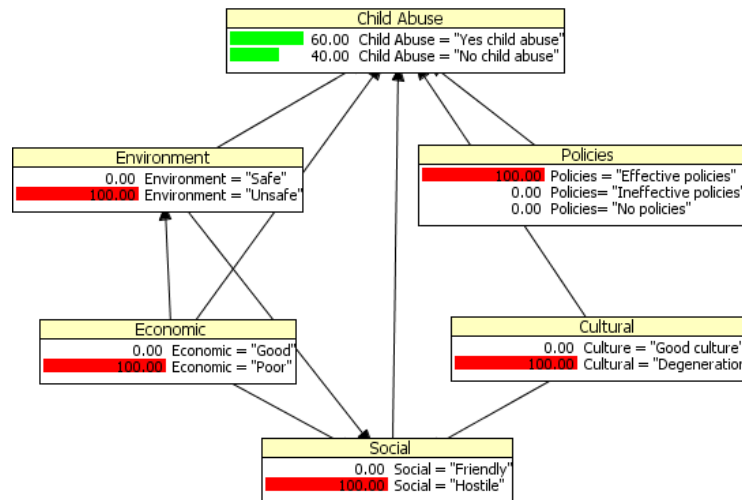 Child Abuse
60.00 Child Abuse = "Yes child abuse"
40.00 Child Abuse = "No child abuse"
Environment
0.00 Environment = "Safe"
100.00 Environment = "Unsafe"
Policies
100.00 Policies = "Effective policies"
0.00 Policies= "Ineffective policies"
0.00 Policies= "No policies"
Economic
0.00 Economic = "Good"
100.00 Economic = "Poor"
Cultural
0.00 Culture = "Good culture"
100.00 Cultural = "Degeneration
Social
0.00 Social = "Friendly"
100.00 Social = "Hostile"